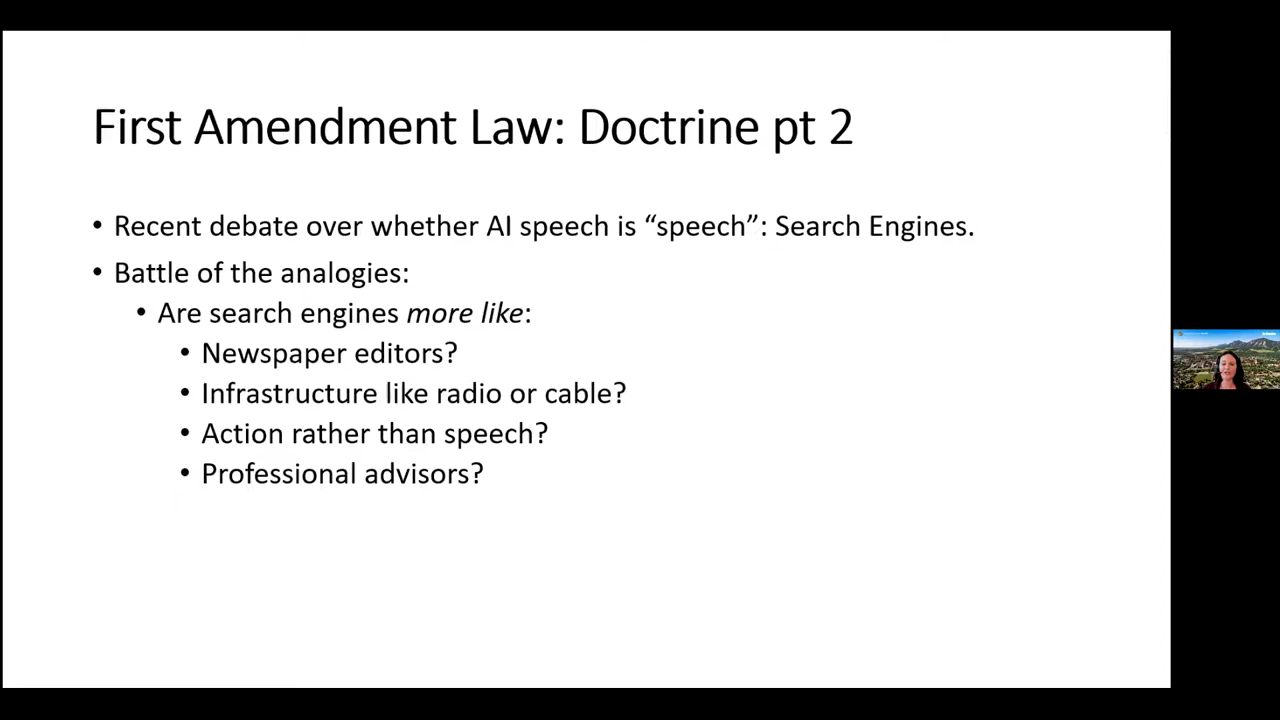 First Amendment Law: Doctrine pt 2
• Recent debate over whether AI speech is “speech”: Search Engines.
• Battle of the analogies:
• Are search engines more like:
• Newspaper editors?
• Infrastructure like radio or cable?
• Action rather than speech?
• Professional advisors?